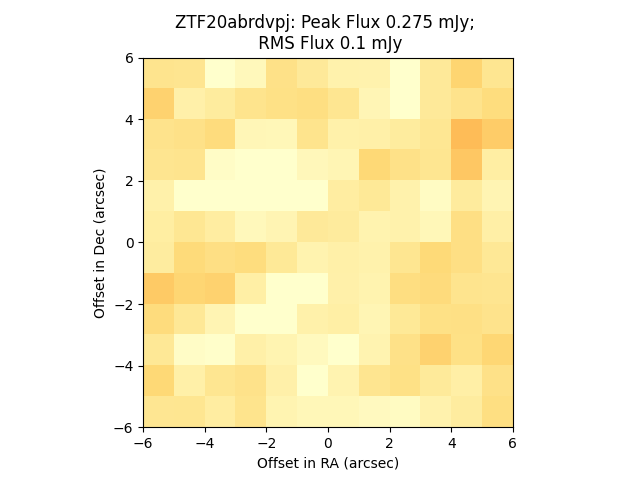 ZTF20abrdvpj: Peak Flux 0.275 mJy;
RMS Flux 0.1 mJy
6
4
2
0
−2
−4
−6
Offset in Dec (arcsec)
−6 −4 −2 0 2 4 6
Offset in RA (arcsec)